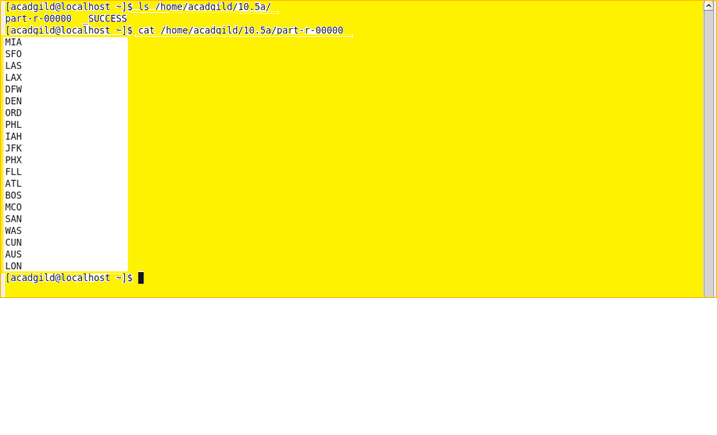 [acadgild@localhost ~]$ ls /home/acadgild/10.5a/
part-r-00000  _SUCCESS
[acadgild@localhost ~]$ cat /home/acadgild/10.5a/part-r-00000
MIA
SFO
LAS
LAX
DFW
DEN
ORD
PHL
IAH
JFK
PHX
FLL
ATL
BOS
MCO
SAN
WAS
CUN
AUS
LON
[acadgild@localhost ~]$